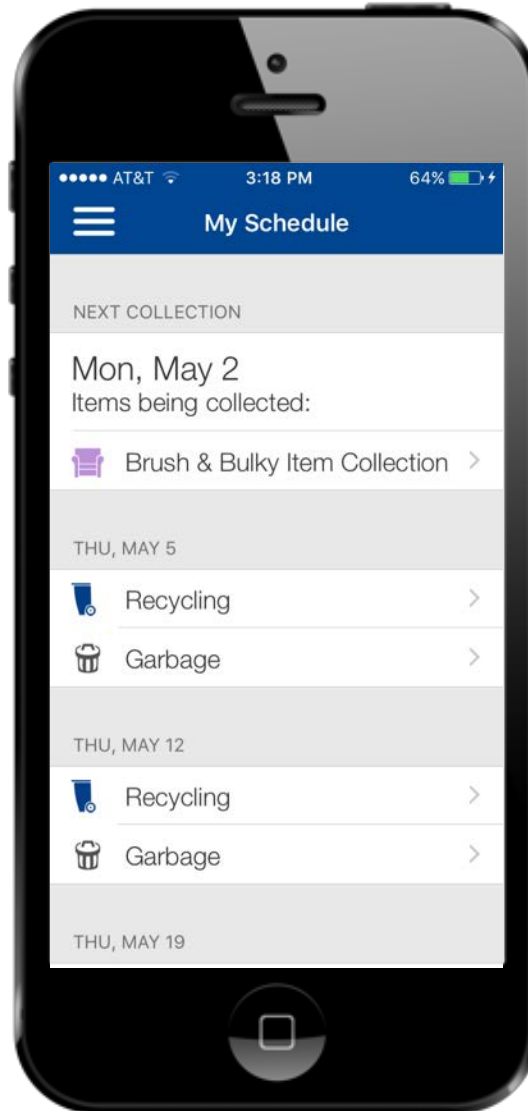 AT&T 3:18 PM 64%
My Schedule
NEXT COLLECTION
Mon, May 2
Items being collected:
Brush & Bulky Item Collection
THU, MAY 5
Recycling
Garbage
THU, MAY 12
Recycling
Garbage
THU, MAY 19